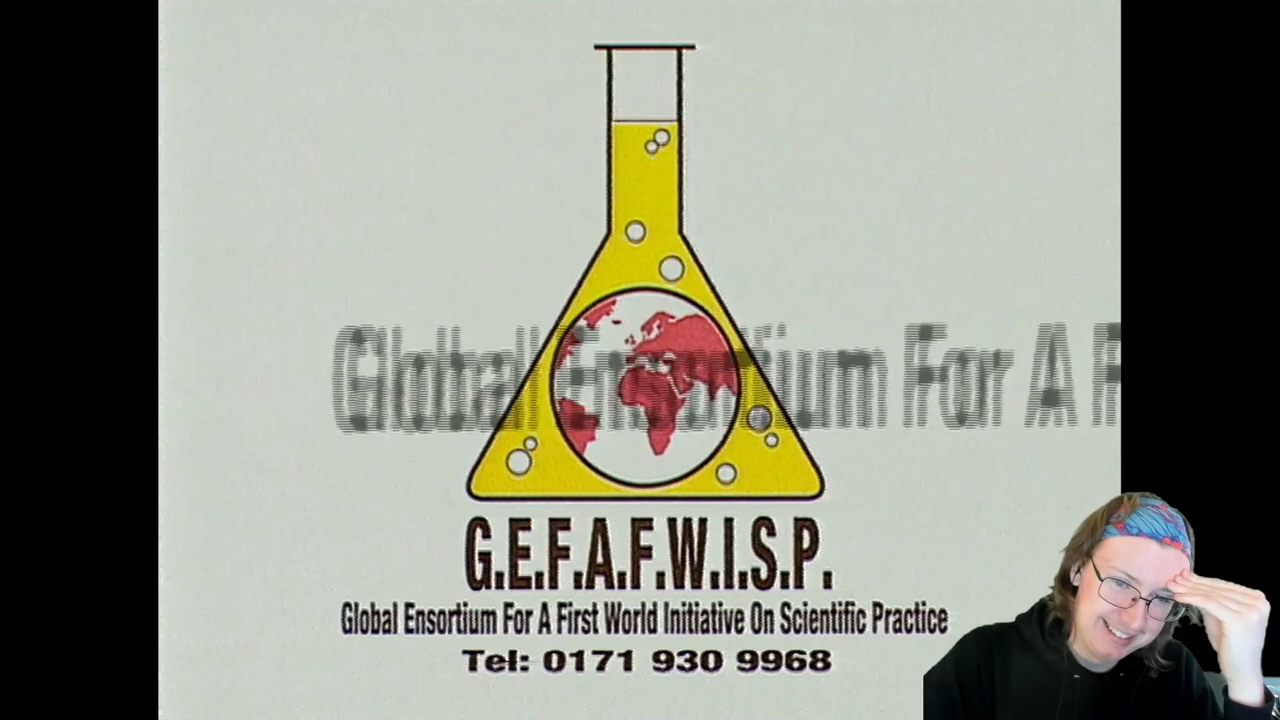 Global Ensortium For A F
G.E.F.A.F.W.I.S.P.
Global Ensortium For A First World Initiative On Scientific Practice
Tel: 0171 930 9968